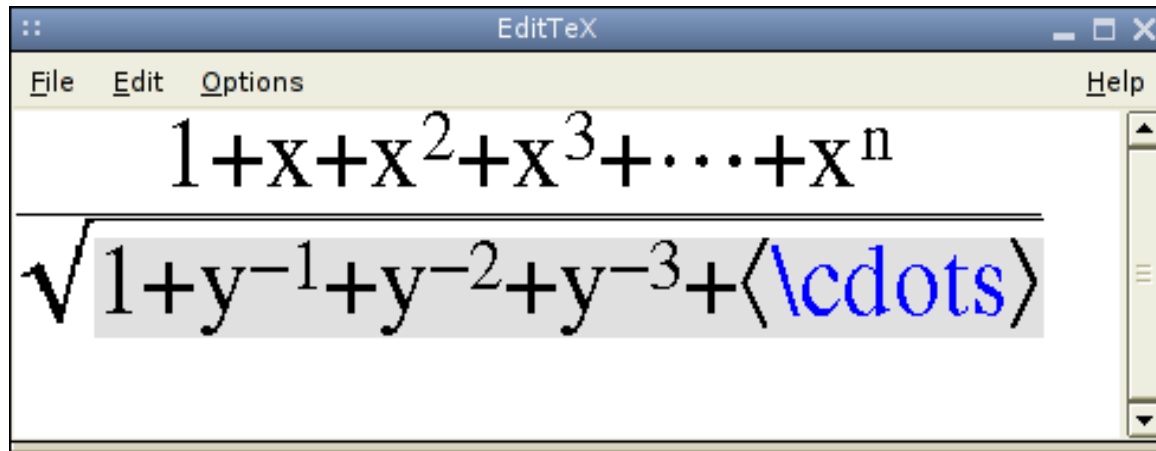 EditTeX
File Edit Options Help
1+x+x²+x³+⋯+xⁿ
√1+y⁻¹+y⁻²+y⁻³+⟨\cdots⟩